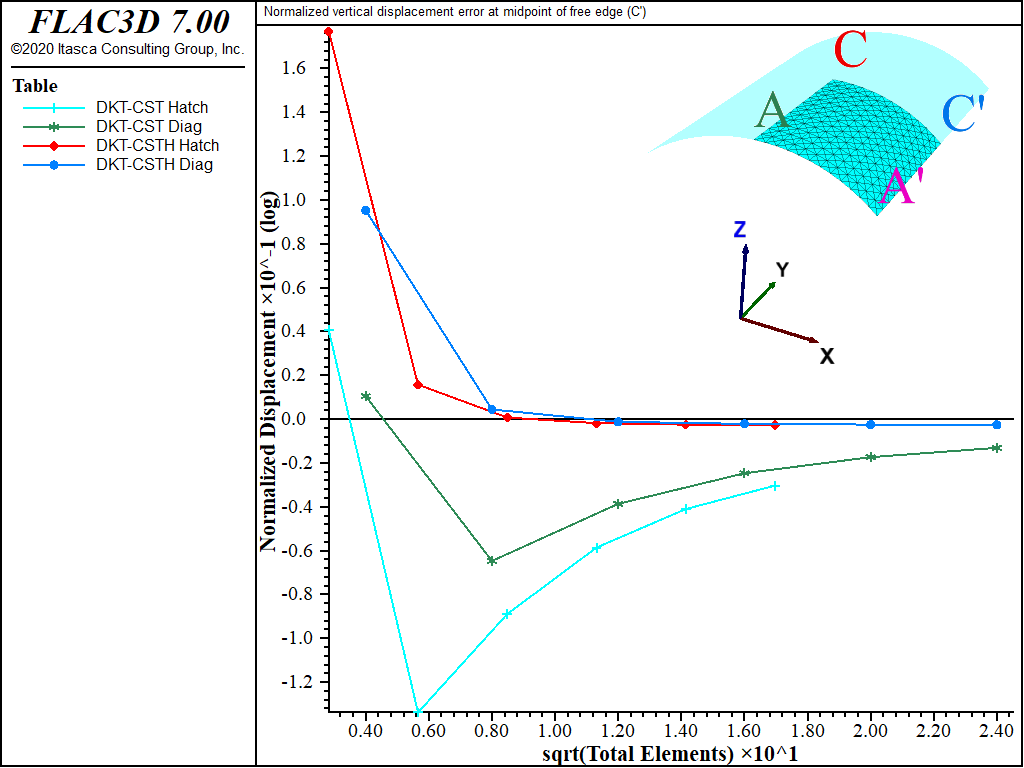 FLAC3D 7.00
©2020 Itasca Consulting Group, Inc.
Table
DKT-CST Hatch
DKT-CST Diag
DKT-CSTH Hatch
DKT-CSTH Diag
Normalized vertical displacement error at midpoint of free edge (C')
C
A
C'
A'
Z
Y
X
Normalized Displacement ×10^-1 (log)
1.6
1.4
1.2
1.0
0.8
0.6
0.4
0.2
0.0
-0.2
-0.4
-0.6
-0.8
-1.0
-1.2
0.40 0.60 0.80 1.00 1.20 1.40 1.60 1.80 2.00 2.20 2.40
sqrt(Total Elements) ×10^1